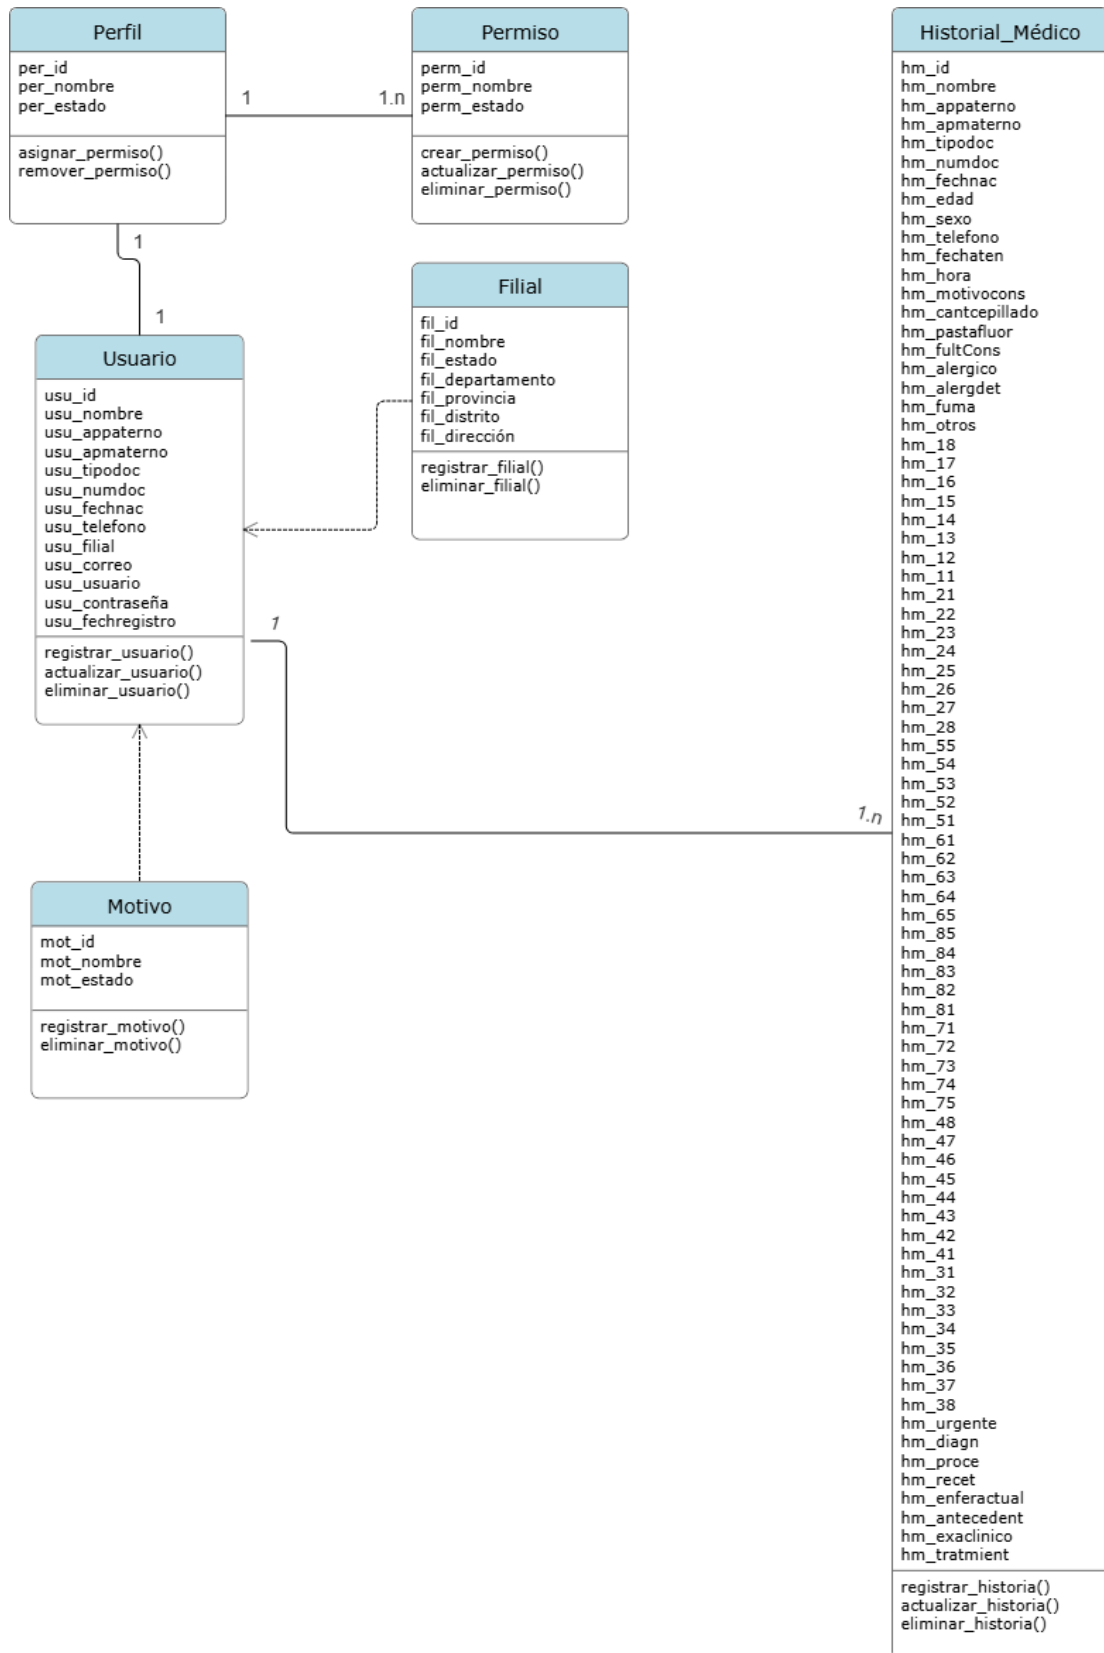 Perfil
per_id
per_nombre
per_estado
asignar_permiso()
remover_permiso()
1
1.n
Permiso
perm_id
perm_nombre
perm_estado
crear_permiso()
actualizar_permiso()
eliminar_permiso()
1
1
Filial
fil_id
fil_nombre
fil_estado
fil_departamento
fil_provincia
fil_distrito
fil_dirección
registrar_filial()
eliminar_filial()
Usuario
usu_id
usu_nombre
usu_appaterno
usu_apmaterno
usu_tipodoc
usu_numdoc
usu_fechnac
usu_telefono
usu_filial
usu_correo
usu_usuario
usu_contraseña
usu_fechregistro
registrar_usuario()
actualizar_usuario()
eliminar_usuario()
1
1.n
Motivo
mot_id
mot_nombre
mot_estado
registrar_motivo()
eliminar_motivo()
Historial_Médico
hm_id
hm_nombre
hm_appaterno
hm_apmaterno
hm_tipodoc
hm_numdoc
hm_fechnac
hm_edad
hm_sexo
hm_telefono
hm_fechaten
hm_hora
hm_motivocons
hm_cantcepillado
hm_pastafluor
hm_fultCons
hm_alergico
hm_alergdet
hm_fuma
hm_otros
hm_18
hm_17
hm_16
hm_15
hm_14
hm_13
hm_12
hm_11
hm_21
hm_22
hm_23
hm_24
hm_25
hm_26
hm_27
hm_28
hm_55
hm_54
hm_53
hm_52
hm_51
hm_61
hm_62
hm_63
hm_64
hm_65
hm_85
hm_84
hm_83
hm_82
hm_81
hm_71
hm_72
hm_73
hm_74
hm_75
hm_48
hm_47
hm_46
hm_45
hm_44
hm_43
hm_42
hm_41
hm_31
hm_32
hm_33
hm_34
hm_35
hm_36
hm_37
hm_38
hm_urgente
hm_diagn
hm_proce
hm_recet
hm_enferactual
hm_antecedent
hm_exaclinico
hm_tratmient
registrar_historia()
actualizar_historia()
eliminar_historia()